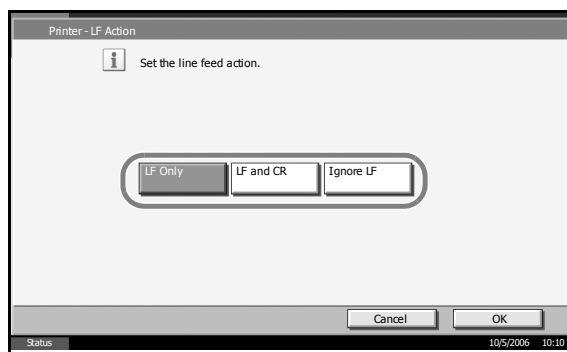 Printer - LF Action
Set the line feed action.
LF Only LF and CR Ignore LF
Cancel OK
Status 10/5/2006 10:10